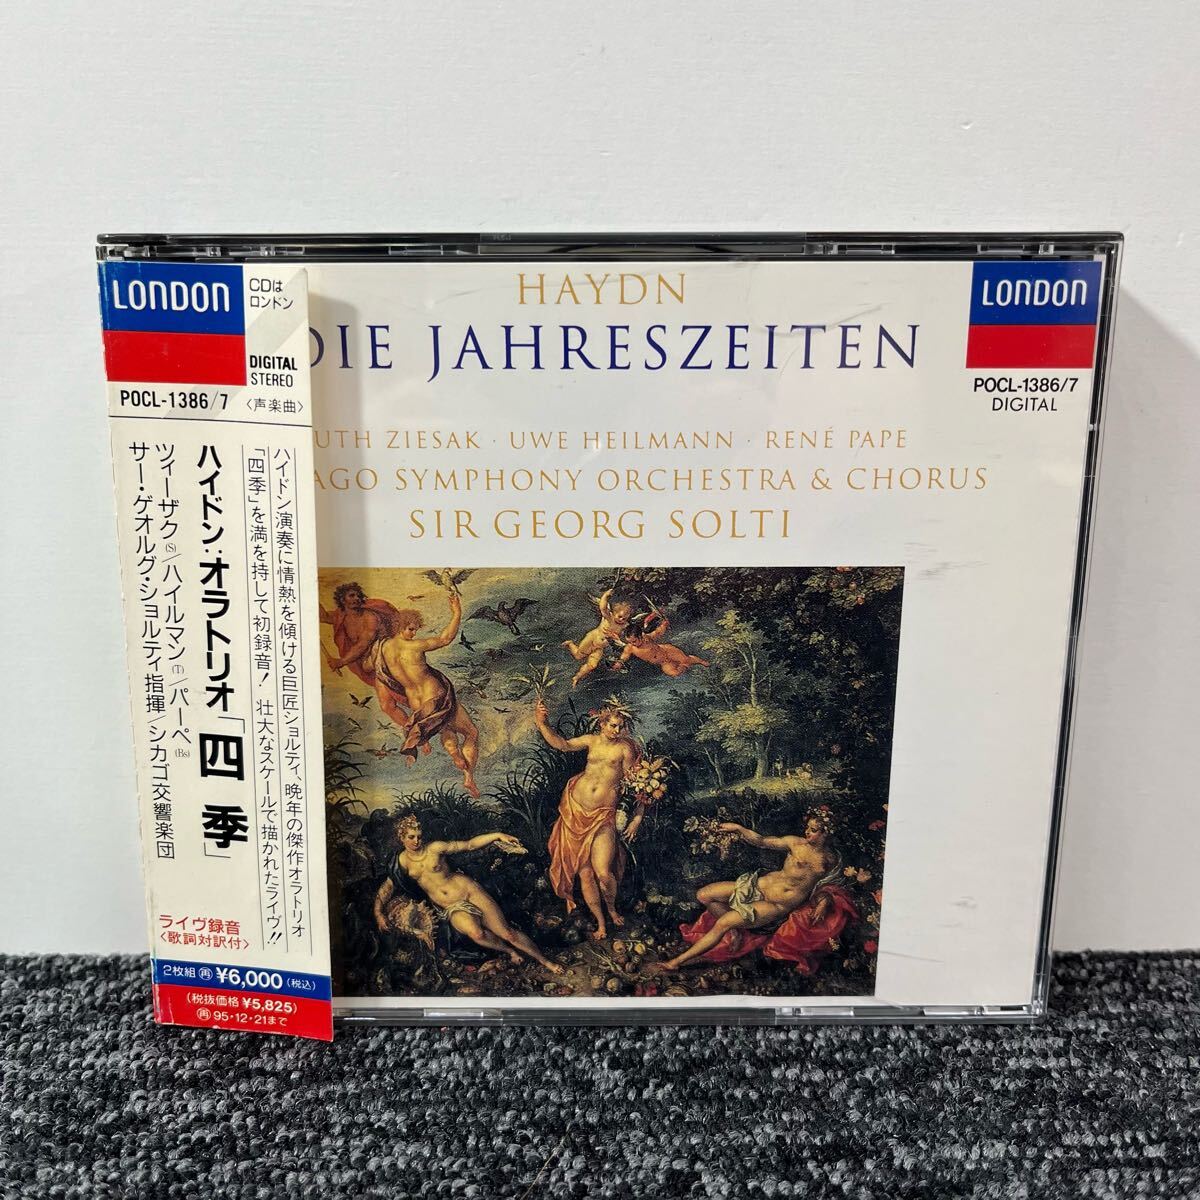 LONDON
CDは
ロンドン
DIGITAL
STEREO
POCL-1386/7
〈声楽曲〉
ハイドン演奏に情熱を傾ける巨匠ショルティ、晩年の傑作オラトリオ
「四季」を満を持して初録音! 壮大なスケールで描かれたライヴ!!
ハイドン:オラトリオ「四季」
ツィーザク(S)/ハイルマン(T)/パーペ(Bs)
サー・ゲオルグ・ショルティ指揮/シカゴ交響楽団
ライヴ録音
〈歌詞対訳付〉
2枚組 再 ¥6,000(税込)
(税抜価格 ¥5,825)
再 95・12・21まで
HAYDN
DIE JAHRESZEITEN
UTH ZIESAK · UWE HEILMANN · RENÉ PAPE
AGO SYMPHONY ORCHESTRA & CHORUS
SIR GEORG SOLTI
LONDON
POCL-1386/7
DIGITAL